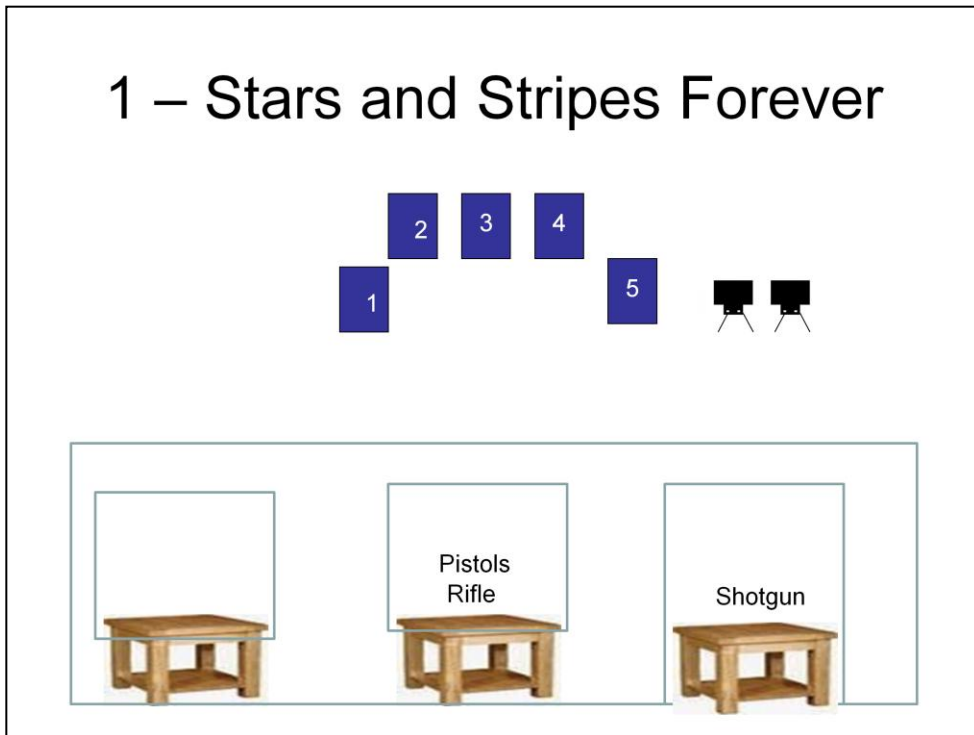 1 – Stars and Stripes Forever
2 3 4
1
5
Pistols
Rifle
Shotgun